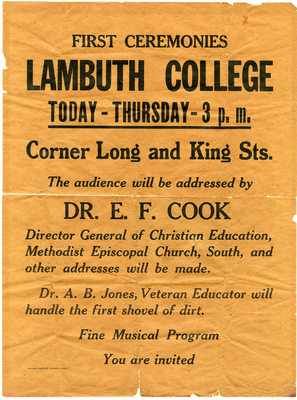 FIRST CEREMONIES
LAMBUTH COLLEGE
TODAY - THURSDAY - 3 p. m.
Corner Long and King Sts.
The audience will be addressed by
DR. E. F. COOK
Director General of Christian Education,
Methodist Episcopal Church, South, and
other addresses will be made.
Dr. A. B. Jones, Veteran Educator will
handle the first shovel of dirt.
Fine Musical Program
You are invited